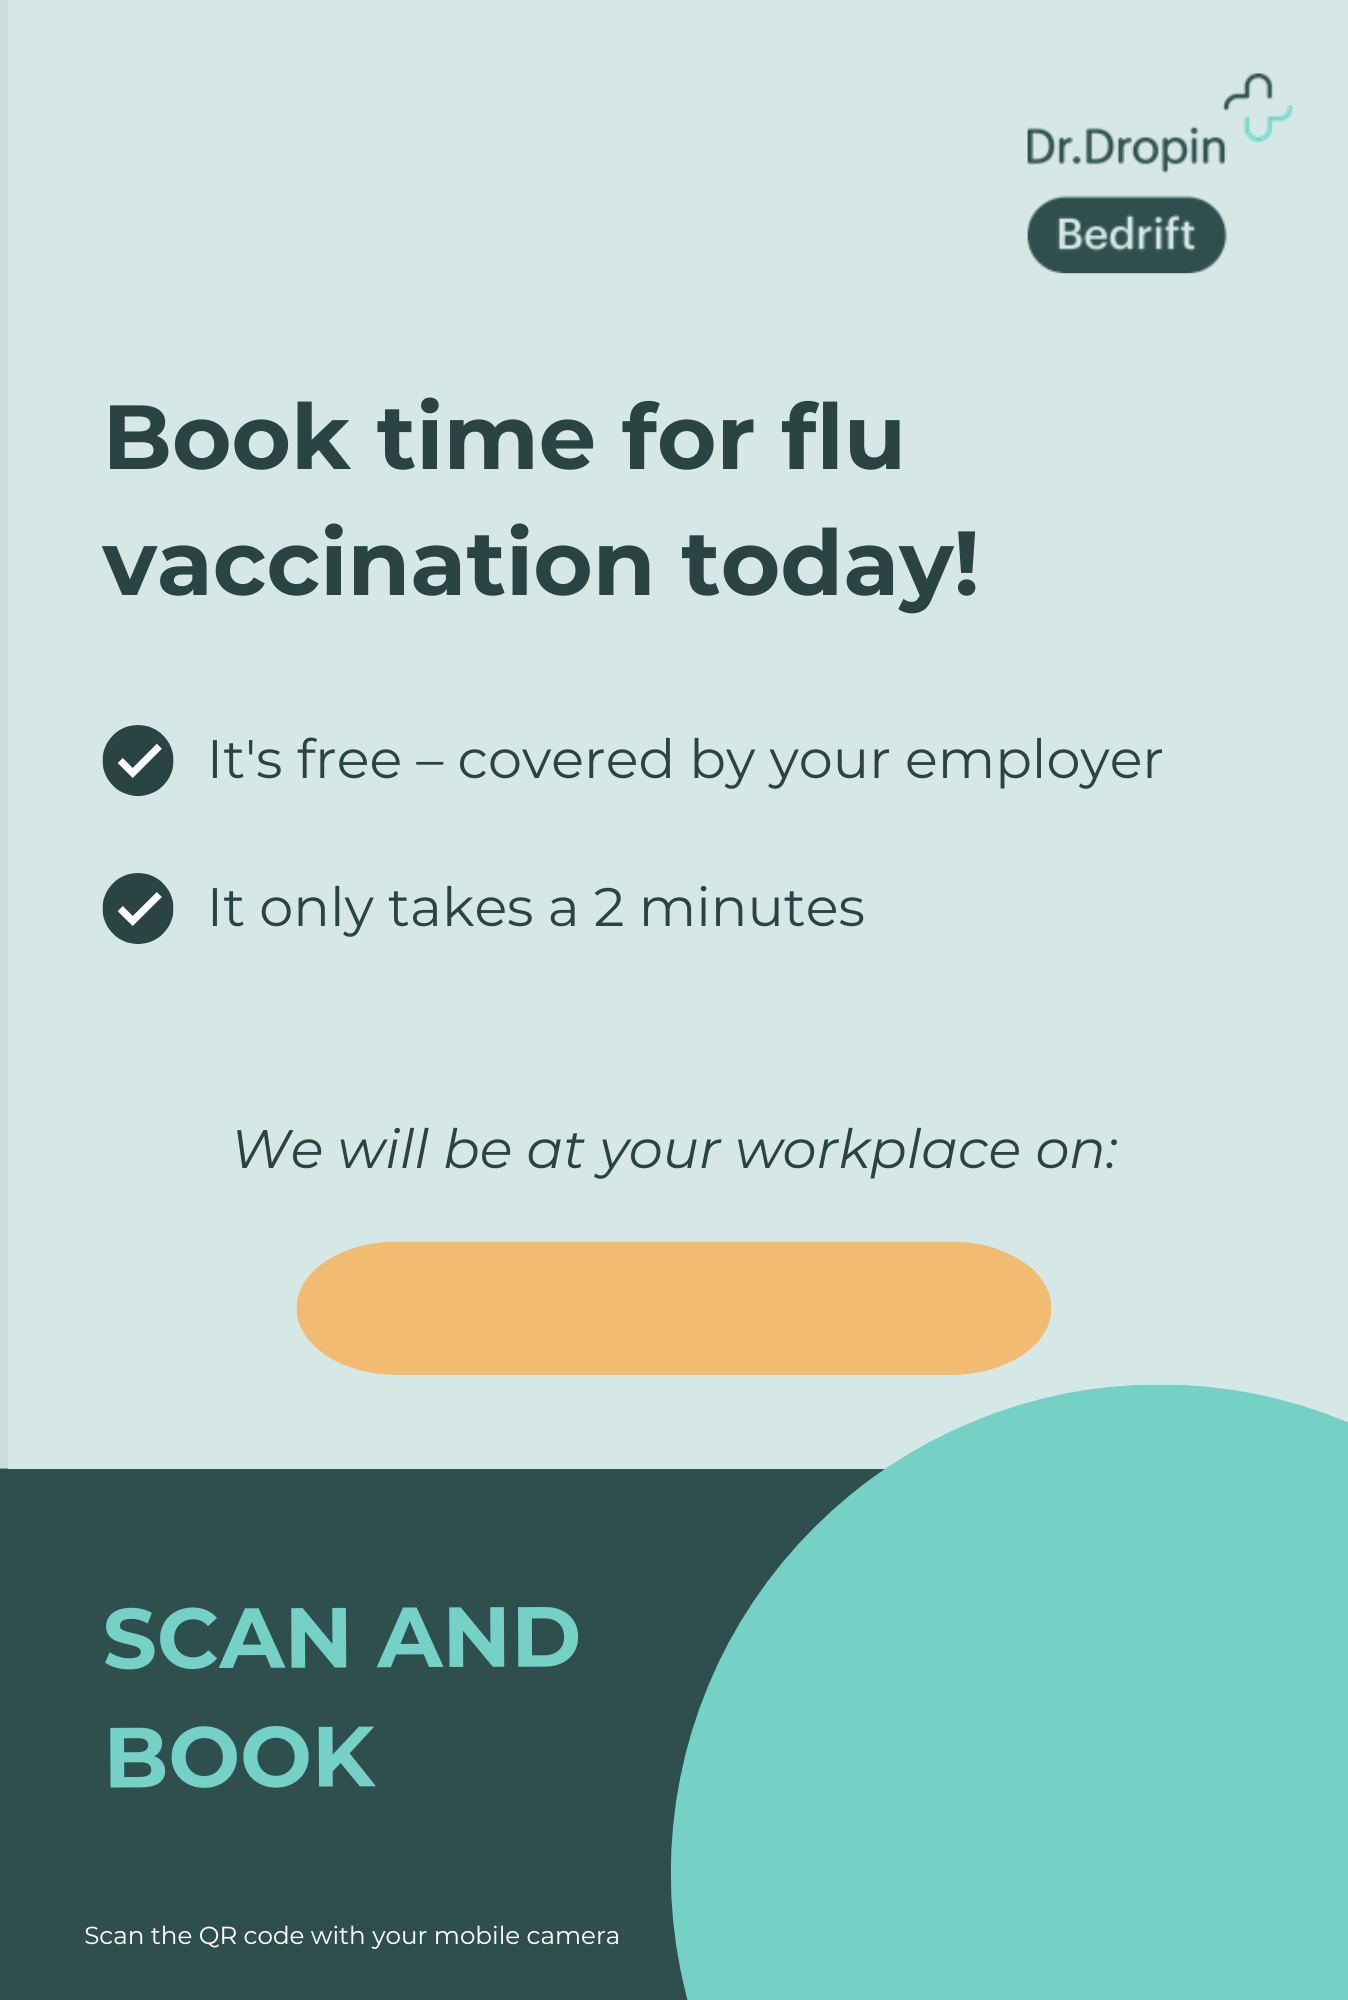 Dr.Dropin
Bedrift
Book time for flu
vaccination today!
It's free – covered by your employer
It only takes a 2 minutes
We will be at your workplace on:
SCAN AND
BOOK
Scan the QR code with your mobile camera